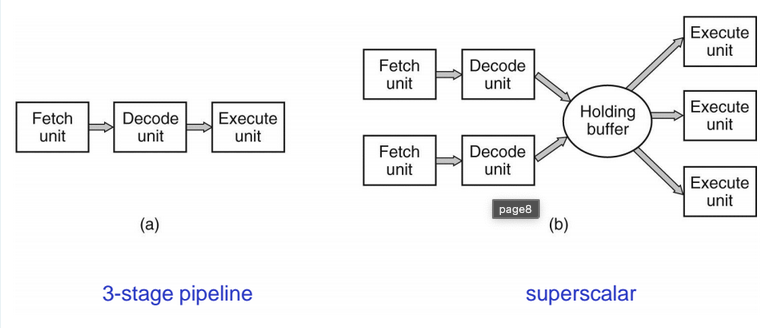 Fetch
unit
Decode
unit
Execute
unit
(a)
3-stage pipeline
Fetch
unit
Decode
unit
Fetch
unit
Decode
unit
Holding
buffer
Execute
unit
Execute
unit
Execute
unit
page8
(b)
superscalar